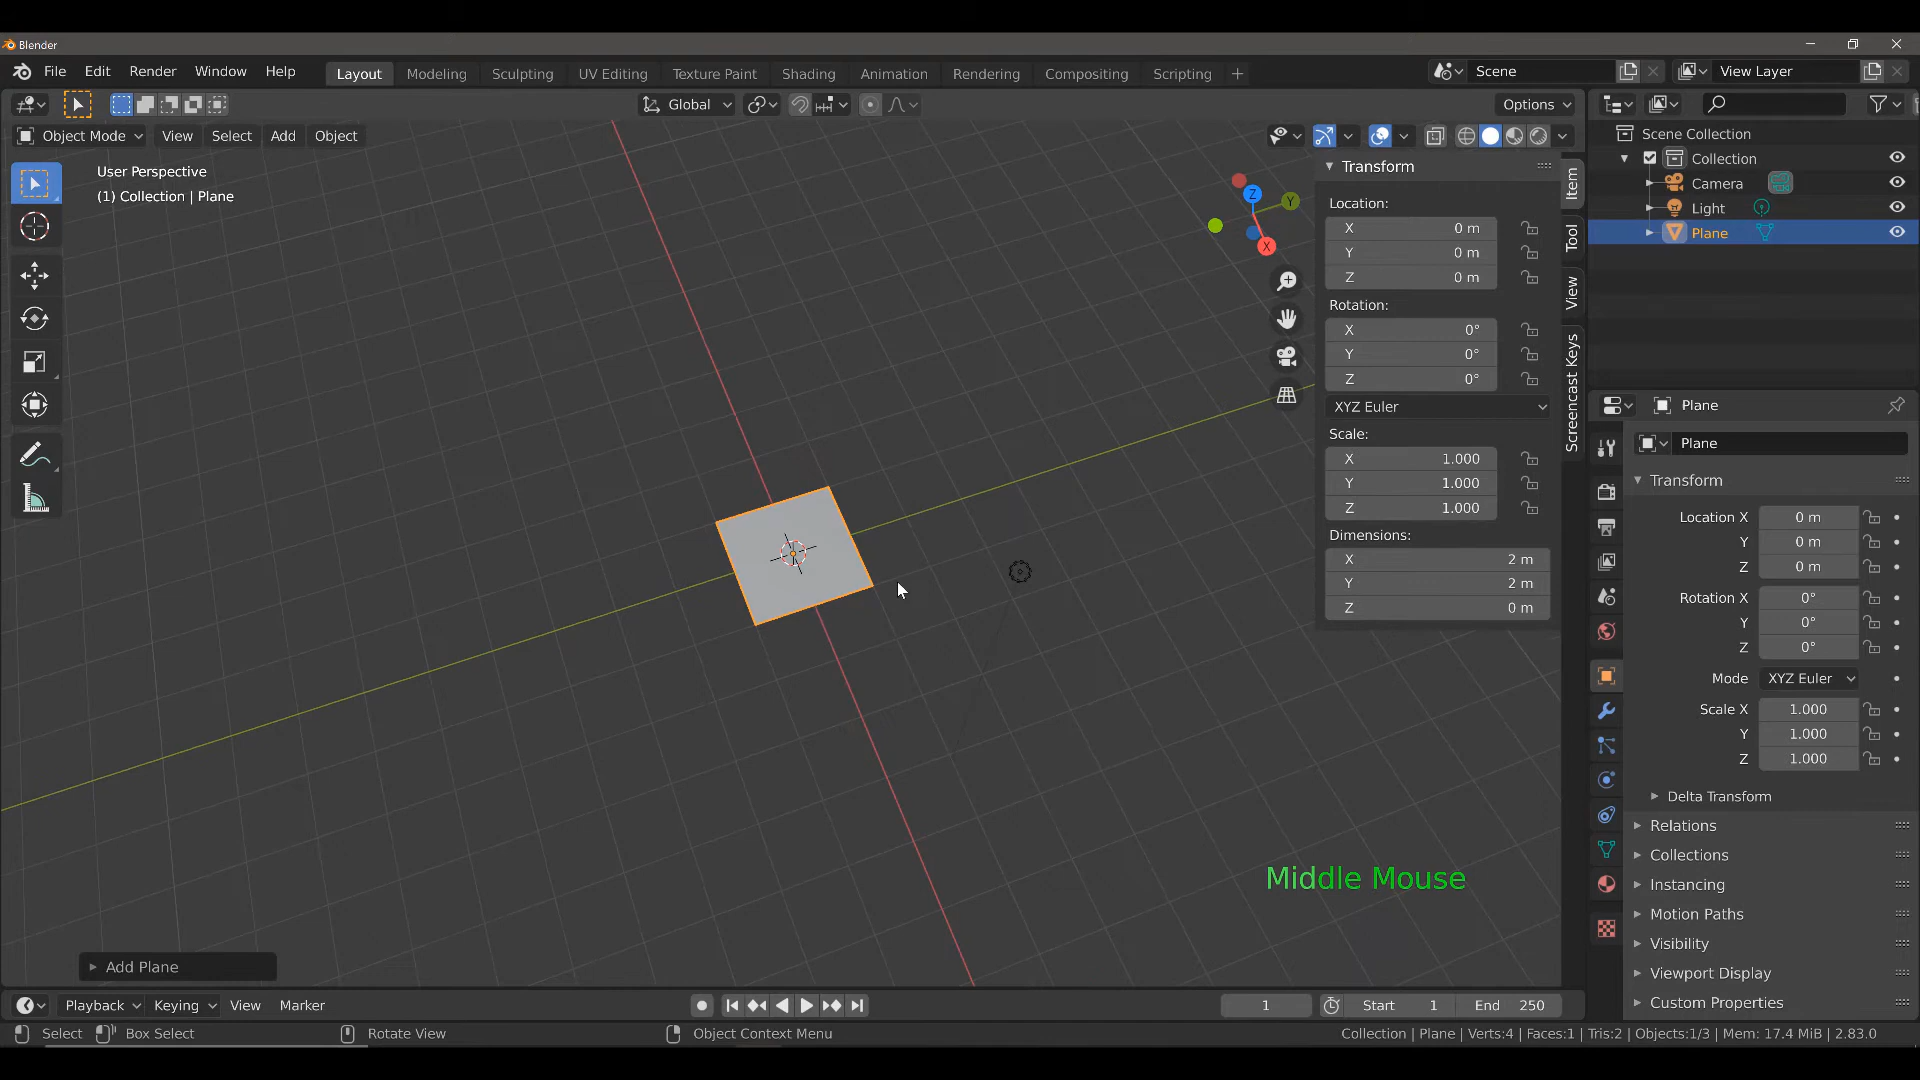 Blender
File Edit Render Window Help Layout Modeling Sculpting UV Editing Texture Paint Shading Animation Rendering Compositing Scripting + Scene View Layer
Global Options
Object Mode View Select Add Object
User Perspective
(1) Collection | Plane
Z
Y
X
Transform
Location:
X 0 m
Y 0 m
Z 0 m
Rotation:
X 0°
Y 0°
Z 0°
XYZ Euler
Scale:
X 1.000
Y 1.000
Z 1.000
Dimensions:
X 2 m
Y 2 m
Z 0 m
Item
Tool
View
Screencast Keys
Scene Collection
Collection
Camera
Light
Plane
Plane
Plane
Transform
Location X 0 m
Y 0 m
Z 0 m
Rotation X 0°
Y 0°
Z 0°
Mode XYZ Euler
Scale X 1.000
Y 1.000
Z 1.000
Delta Transform
Relations
Collections
Instancing
Motion Paths
Visibility
Viewport Display
Custom Properties
Middle Mouse
Add Plane
Playback Keying View Marker 1 Start 1 End 250
Select Box Select Rotate View Object Context Menu Collection | Plane | Verts:4 | Faces:1 | Tris:2 | Objects:1/3 | Mem: 17.4 MiB | 2.83.0